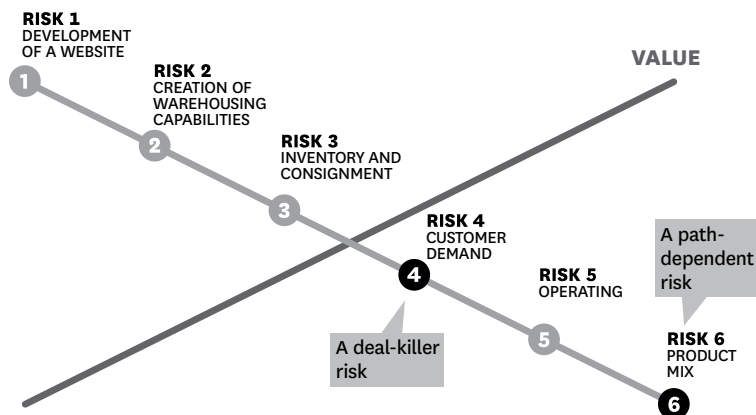 RISK 1
DEVELOPMENT
OF A WEBSITE
1
RISK 2
CREATION OF
WAREHOUSING
CAPABILITIES
2
RISK 3
INVENTORY AND
CONSIGNMENT
3
VALUE
RISK 4
CUSTOMER
DEMAND
4
A deal-killer
risk
RISK 5
OPERATING
5
A path-
dependent
risk
RISK 6
PRODUCT
MIX
6